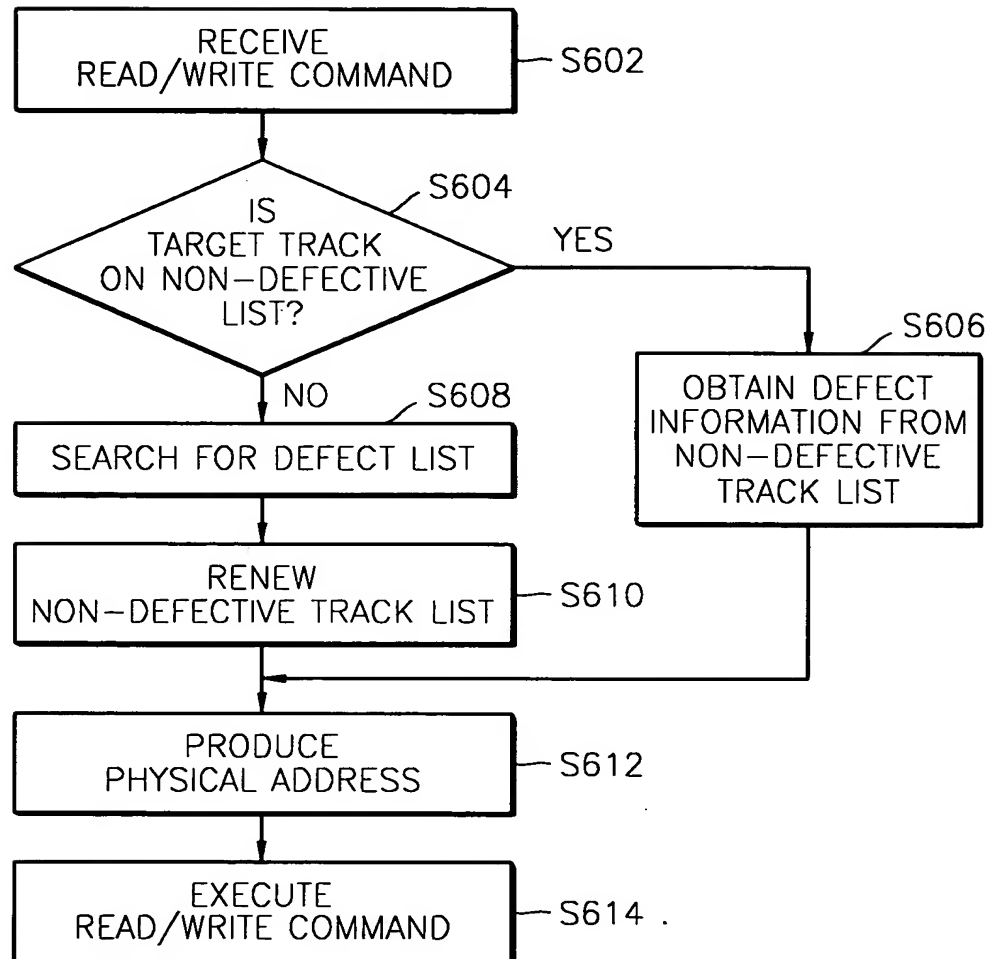 RECEIVE
READ/WRITE COMMAND
S602
S604
IS
TARGET TRACK
ON NON-DEFECTIVE
LIST?
YES
S606
OBTAIN DEFECT
INFORMATION FROM
NON-DEFECTIVE
TRACK LIST
NO
S608
SEARCH FOR DEFECT LIST
RENEW
NON-DEFECTIVE TRACK LIST
S610
PRODUCE
PHYSICAL ADDRESS
S612
EXECUTE
READ/WRITE COMMAND
S614